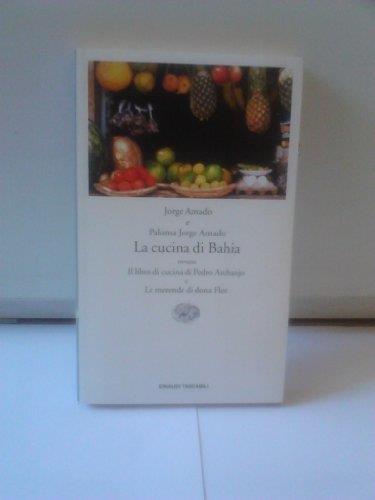 Jorge Amado
e
Paloma Jorge Amado
La cucina di Bahia
ovvero
Il libro di cucina di Pedro Archanjo
e
Le merende di dona Flor
EINAUDI TASCABILI